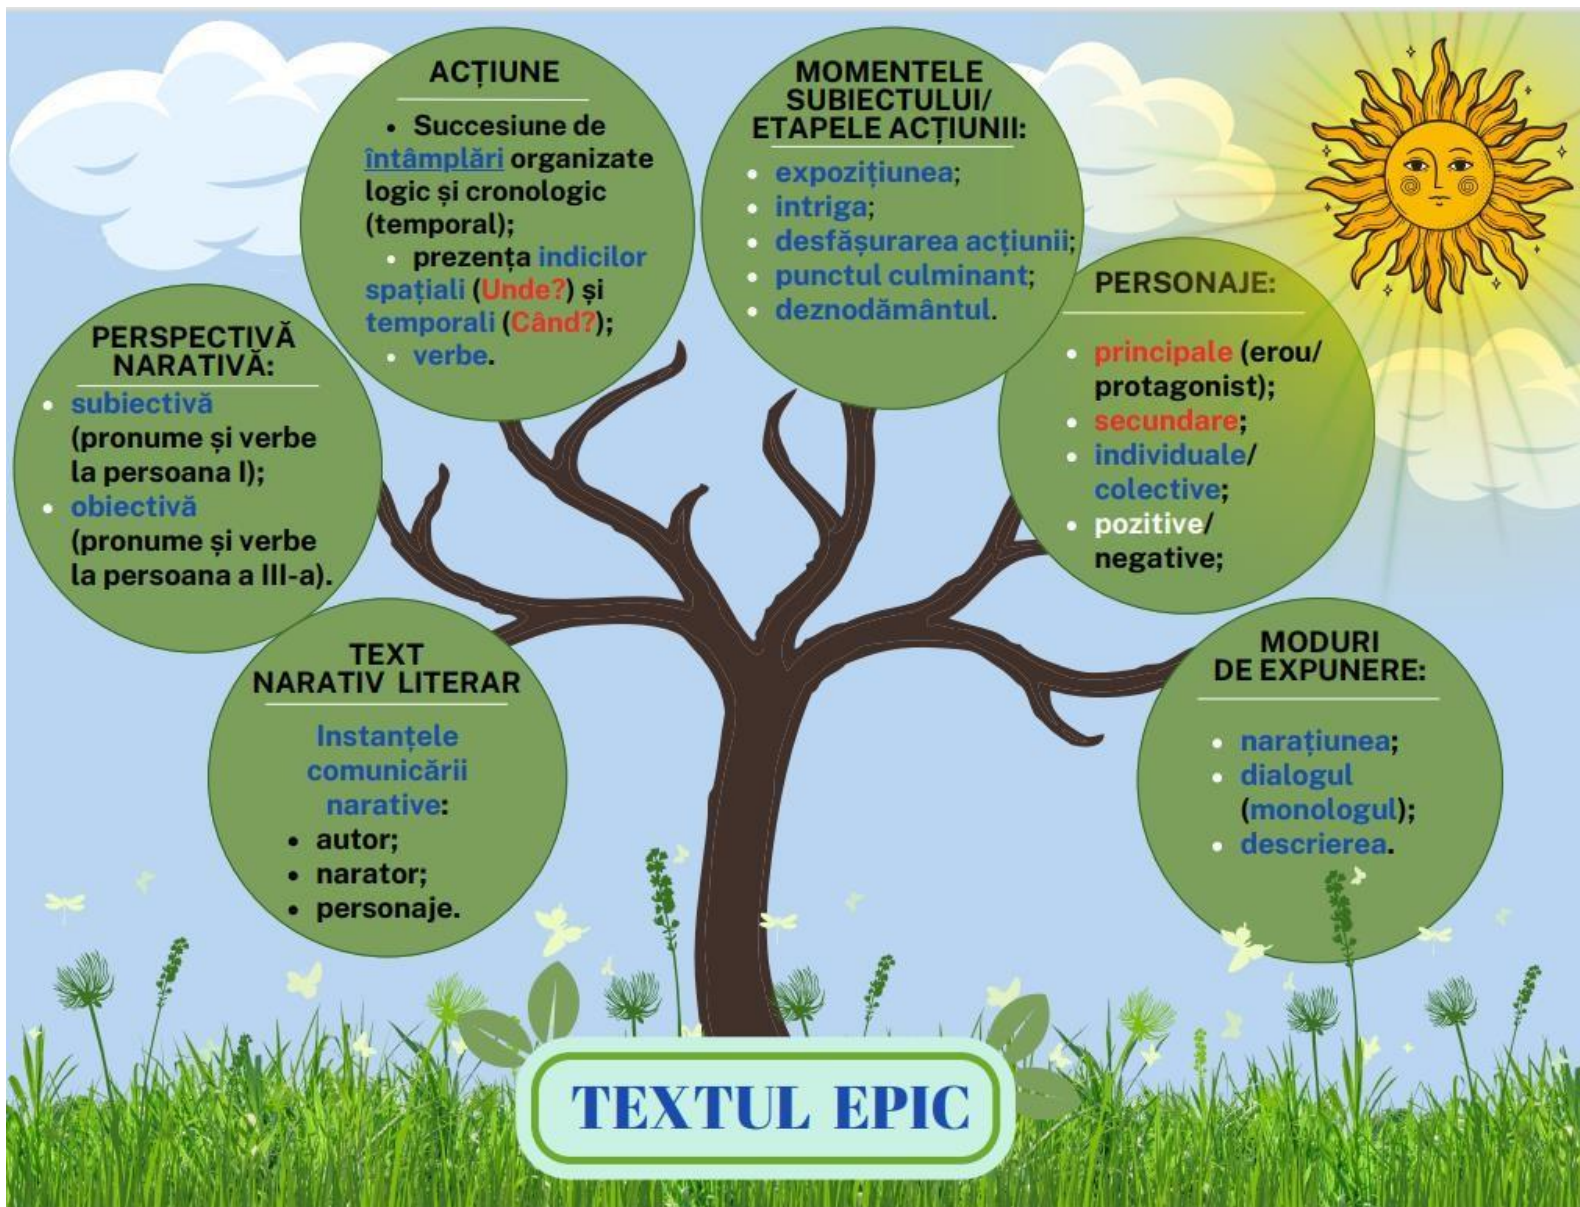 ACȚIUNE
• Succesiune de
întâmplări organizate
logic și cronologic
(temporal);
• prezența indicilor
spațiali (Unde?) și
temporali (Când?);
• verbe.
MOMENTELE
SUBIECTULUI/
ETAPELE ACȚIUNII:
• expozițiunea;
• intriga;
• desfășurarea acțiunii;
• punctul culminant;
• deznodământul.
PERSPECTIVĂ
NARATIVĂ:
• subiectivă
(pronume și verbe
la persoana I);
• obiectivă
(pronume și verbe
la persoana a III-a).
PERSONAJE:
• principale (erou/
protagonist);
• secundare;
• individuale/
colective;
• pozitive/
negative;
TEXT
NARATIV LITERAR
Instanțele
comunicării
narative:
• autor;
• narator;
• personaje.
MODURI
DE EXPUNERE:
• narațiunea;
• dialogul
(monologul);
• descrierea.
TEXTUL EPIC